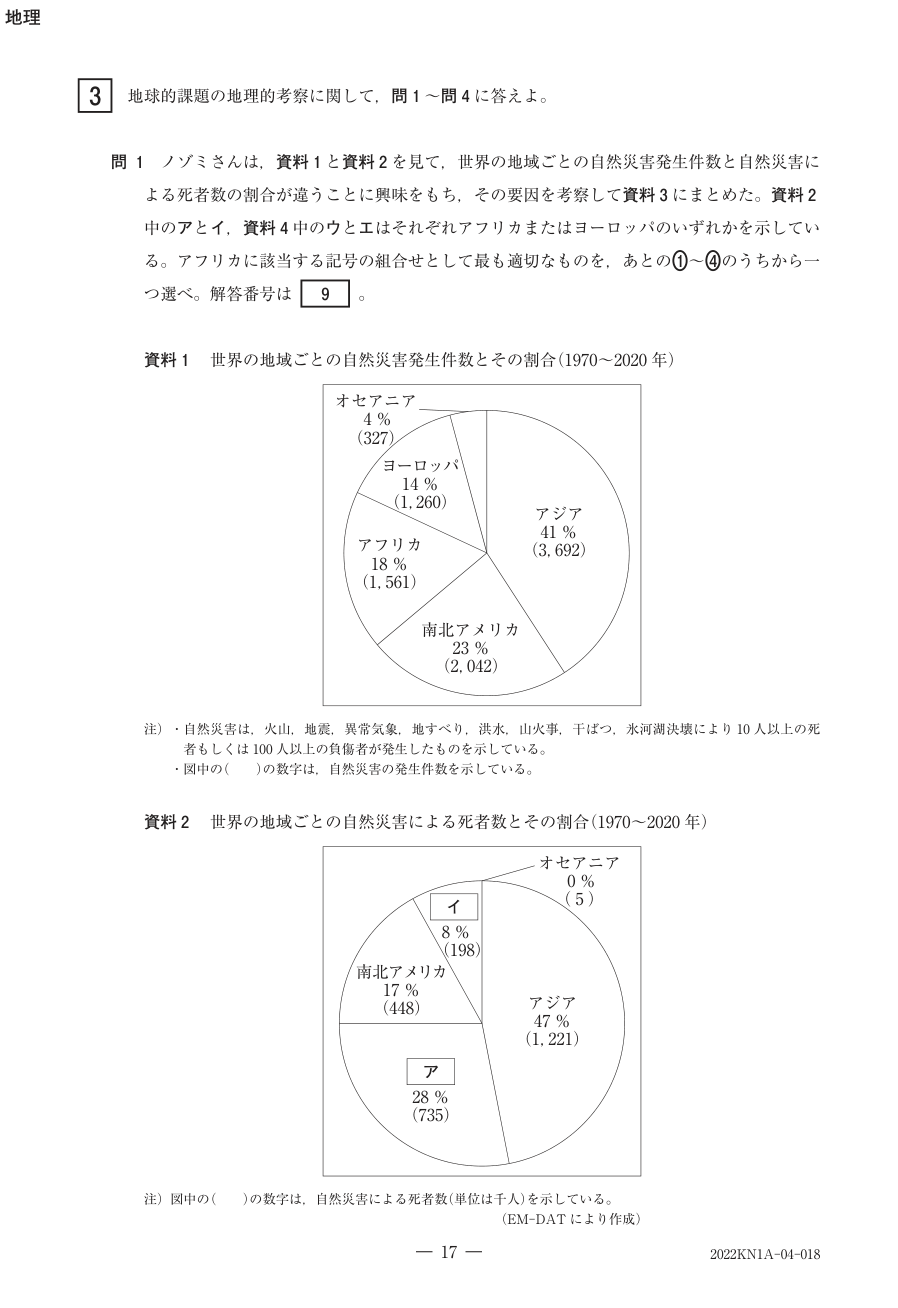 地理
3 地球的課題の地理的考察に関して，問1～問4に答えよ。
問1 ノゾミさんは，資料1と資料2を見て，世界の地域ごとの自然災害発生件数と自然災害に
よる死者数の割合が違うことに興味をもち，その要因を考察して資料3にまとめた。資料2
中のアとイ，資料4中のウとエはそれぞれアフリカまたはヨーロッパのいずれかを示してい
る。アフリカに該当する記号の組合せとして最も適切なものを，あとの①～④のうちから一
つ選べ。解答番号は 9 。
資料1 世界の地域ごとの自然災害発生件数とその割合(1970～2020年)
オセアニア
4 %
(327)
ヨーロッパ
14 %
(1,260)
アジア
41 %
(3,692)
アフリカ
18 %
(1,561)
南北アメリカ
23 %
(2,042)
注）・自然災害は，火山，地震，異常気象，地すべり，洪水，山火事，干ばつ，氷河湖決壊により10人以上の死
者もしくは100人以上の負傷者が発生したものを示している。
・図中の(　　)の数字は，自然災害の発生件数を示している。
資料2 世界の地域ごとの自然災害による死者数とその割合(1970～2020年)
オセアニア
0 %
(5)
イ
8 %
(198)
南北アメリカ
17 %
(448)
アジア
47 %
(1,221)
ア
28 %
(735)
注）図中の(　　)の数字は，自然災害による死者数(単位は千人)を示している。
(EM-DATにより作成)
― 17 ―
2022KN1A-04-018